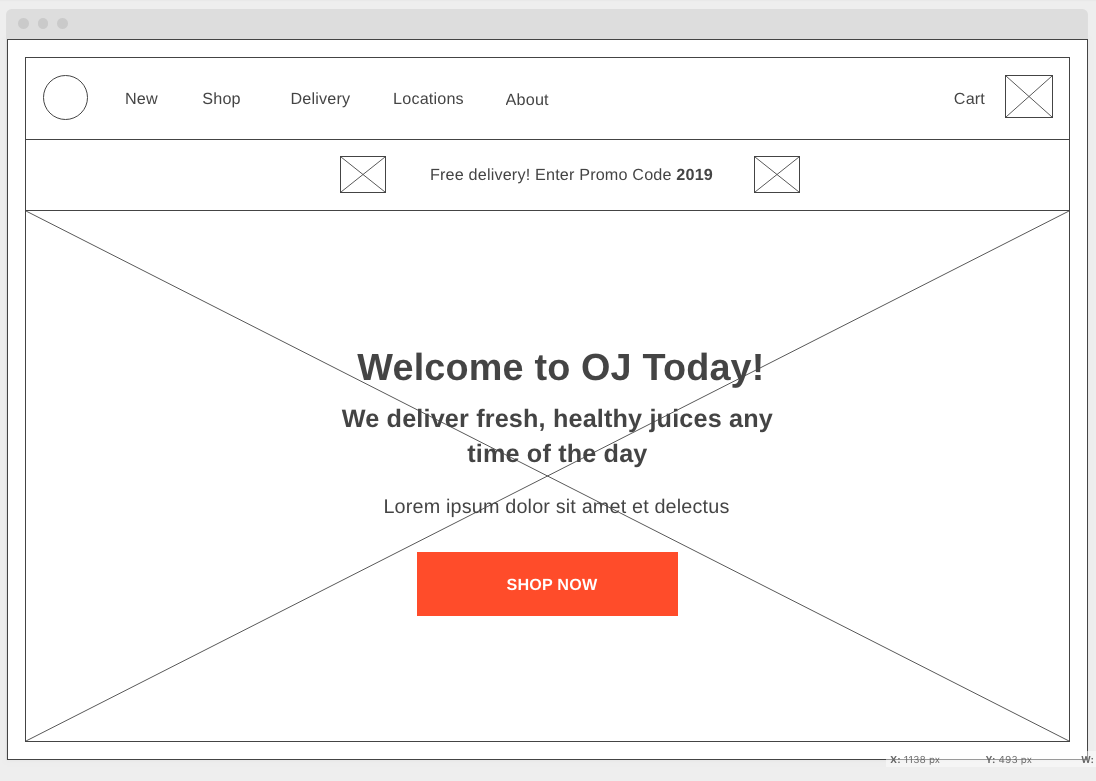 New Shop Delivery Locations About Cart
Free delivery! Enter Promo Code 2019
Welcome to OJ Today!
We deliver fresh, healthy juices any
time of the day
Lorem ipsum dolor sit amet et delectus
SHOP NOW
X: 1138 px Y: 493 px W: